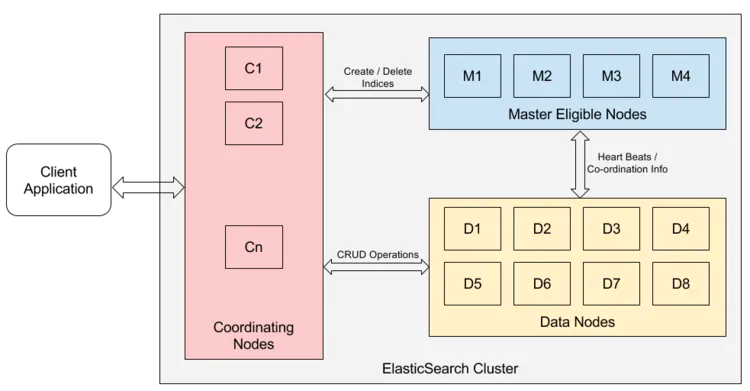 Client
Application
C1
C2
Cn
Coordinating
Nodes
Create / Delete
Indices
CRUD Operations
M1 M2 M3 M4
Master Eligible Nodes
Heart Beats /
Co-ordination Info
D1 D2 D3 D4
D5 D6 D7 D8
Data Nodes
ElasticSearch Cluster